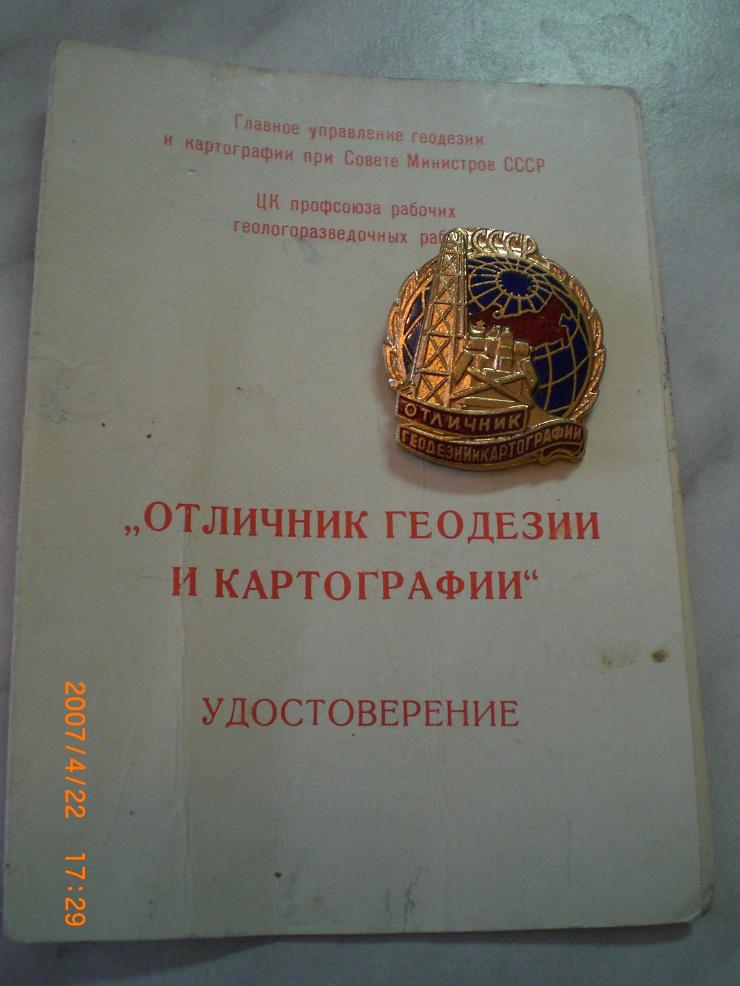 Главное управление геодезии
и картографии при Совете Министров СССР
ЦК профсоюза рабочих
геологоразведочных
СССР
ОТЛИЧНИК
ГЕОДЕЗИИ И КАРТОГРАФИИ
„ОТЛИЧНИК ГЕОДЕЗИИ
И КАРТОГРАФИИ“
УДОСТОВЕРЕНИЕ
2007/4/22 17:29